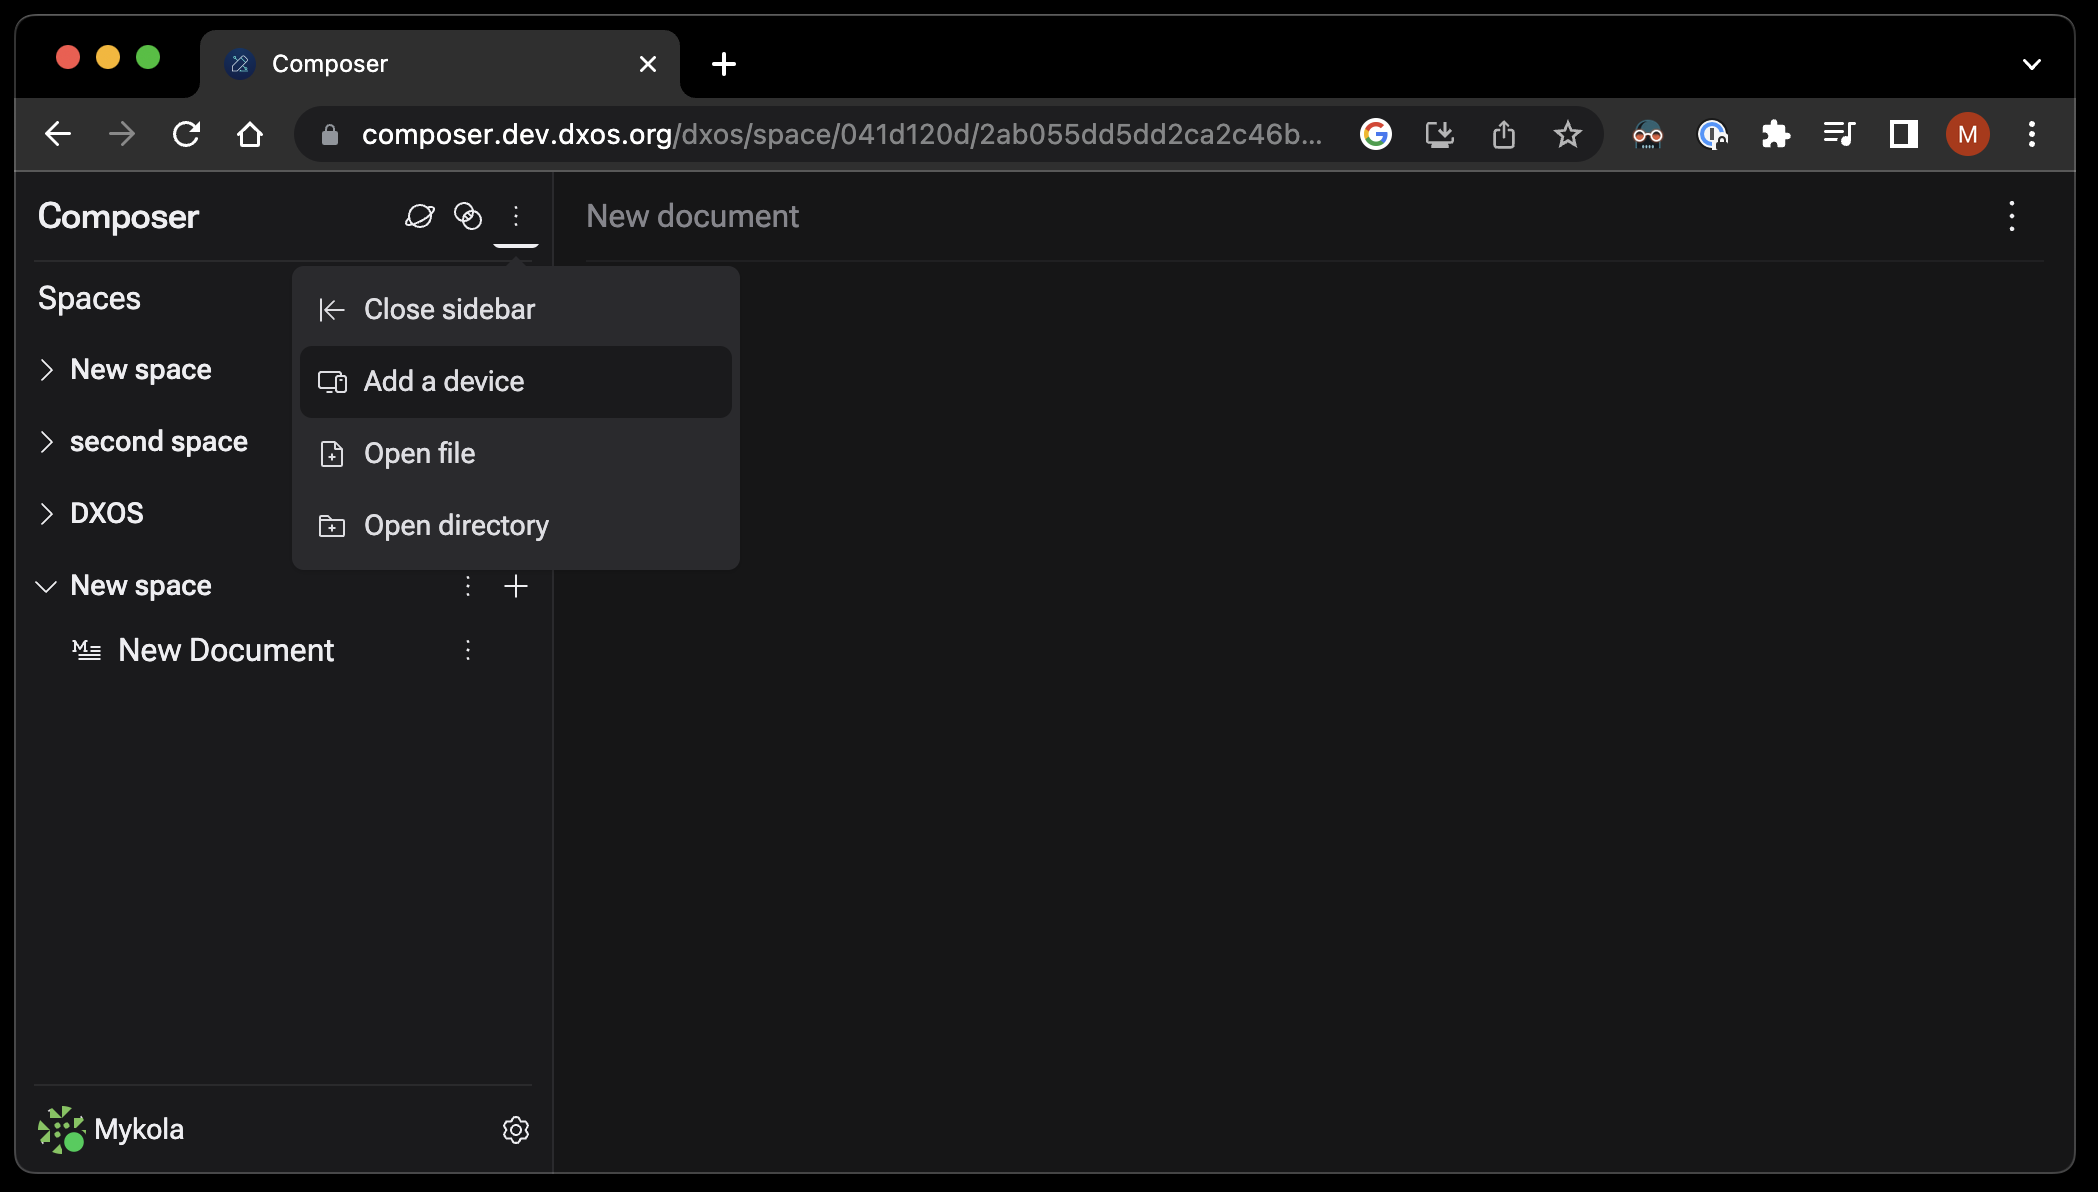 Composer
composer.dev.dxos.org/dxos/space/041d120d/2ab055dd5dd2ca2c46b...
M
Composer
New document
Spaces
Close sidebar
New space
Add a device
second space
Open file
DXOS
Open directory
New space
New Document
Mykola